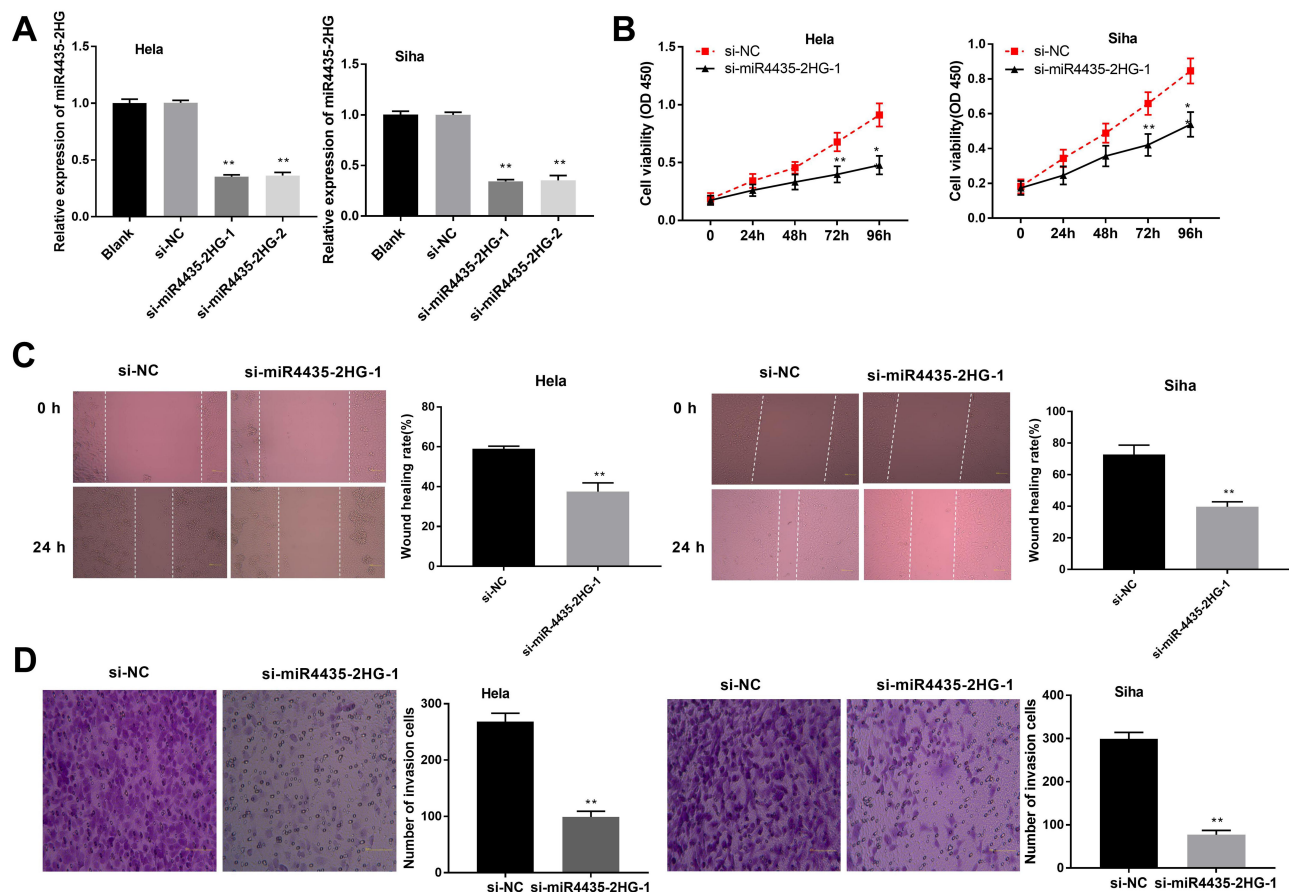 A
Relative expression of miR4435-2HG
Hela
1.5
1.0
0.5
0.0
**
**
Blank
si-NC
si-miR4435-2HG-1
si-miR4435-2HG-2
Relative expression of miR4435-2HG
Siha
1.5
1.0
0.5
0.0
**
**
Blank
si-NC
si-miR4435-2HG-1
si-miR4435-2HG-2
B
Cell viability (OD 450)
Hela
si-NC
si-miR4435-2HG-1
1.5
1.0
0.5
0.0
**
*
0 24h 48h 72h 96h
Cell viability(OD 450)
Siha
si-NC
si-miR4435-2HG-1
1.0
0.8
0.6
0.4
0.2
0.0
**
*
*
0 24h 48h 72h 96h
C
si-NC si-miR4435-2HG-1
0 h
24 h
Hela
Wound healing rate(%)
80
60
40
20
0
**
si-NC
si-miR-4435-2HG-1
si-NC si-miR4435-2HG-1
0 h
24 h
Siha
Wound healing rate(%)
100
80
60
40
20
0
**
si-NC
si-miR-4435-2HG-1
D
si-NC si-miR4435-2HG-1
Number of invasion cells
Hela
300
200
100
0
**
si-NC si-miR4435-2HG-1
si-NC si-miR4435-2HG-1
Number of invasion cells
Siha
400
300
200
100
0
**
si-NC si-miR4435-2HG-1